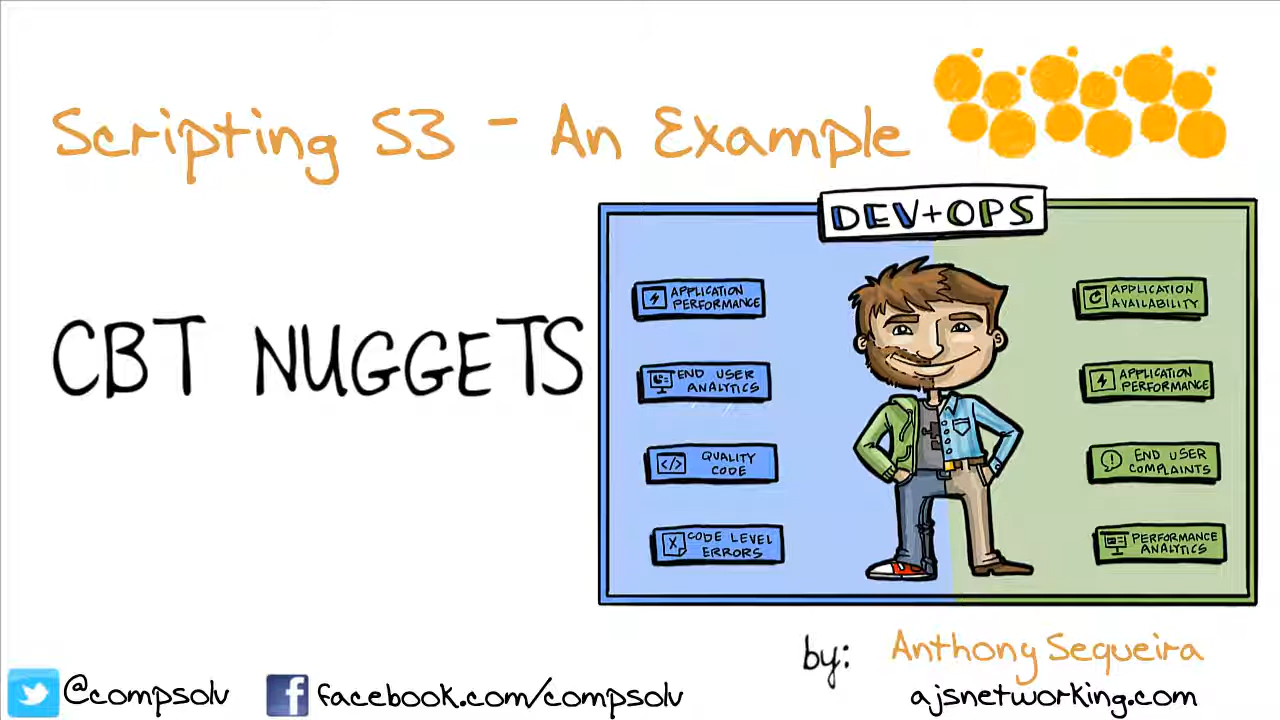 Scripting S3 - An Example
DEV+OPS
CBT NUGGETS
APPLICATION
PERFORMANCE
END USER
ANALYTICS
QUALITY
CODE
CODE LEVEL
ERRORS
APPLICATION
AVAILABILITY
APPLICATION
PERFORMANCE
END USER
COMPLAINTS
PERFORMANCE
ANALYTICS
by: Anthony Sequeira
@compsolv
facebook.com/compsolv
ajsnetworking.com